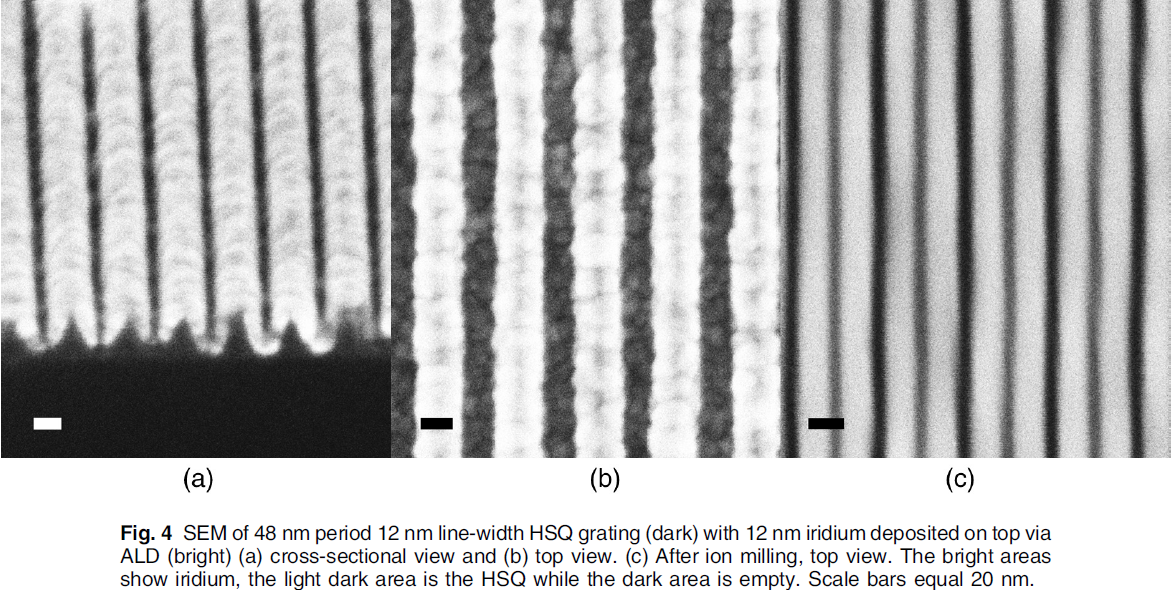 (a) (b) (c)
Fig. 4 SEM of 48 nm period 12 nm line-width HSQ grating (dark) with 12 nm iridium deposited on top via
ALD (bright) (a) cross-sectional view and (b) top view. (c) After ion milling, top view. The bright areas
show iridium, the light dark area is the HSQ while the dark area is empty. Scale bars equal 20 nm.